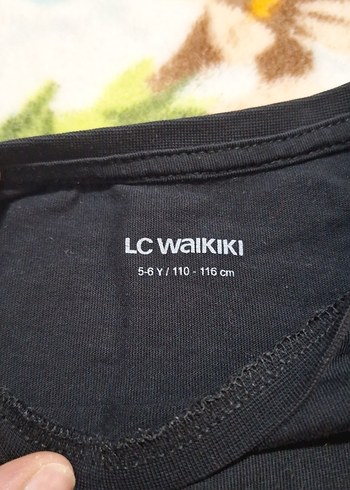 LC WAIKIKI
5-6 Y / 110 - 116 cm